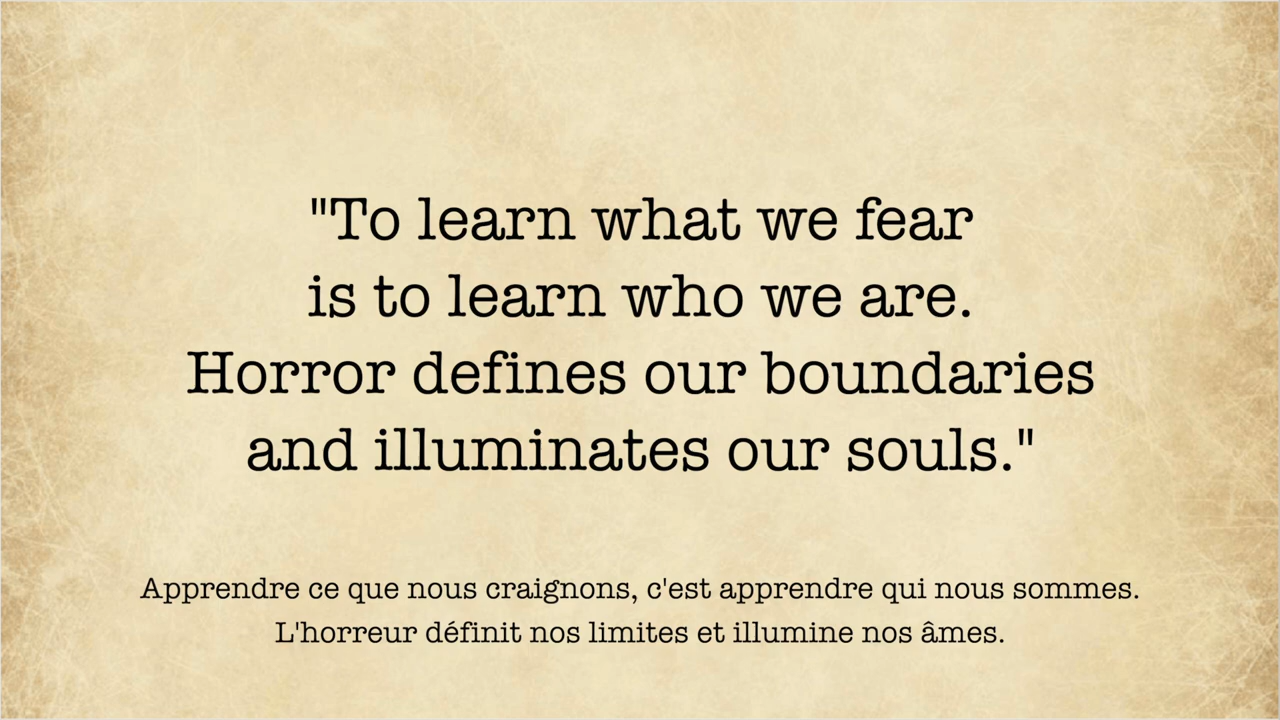 "To learn what we fear
is to learn who we are.
Horror defines our boundaries
and illuminates our souls."
Apprendre ce que nous craignons, c'est apprendre qui nous sommes.
L'horreur définit nos limites et illumine nos âmes.